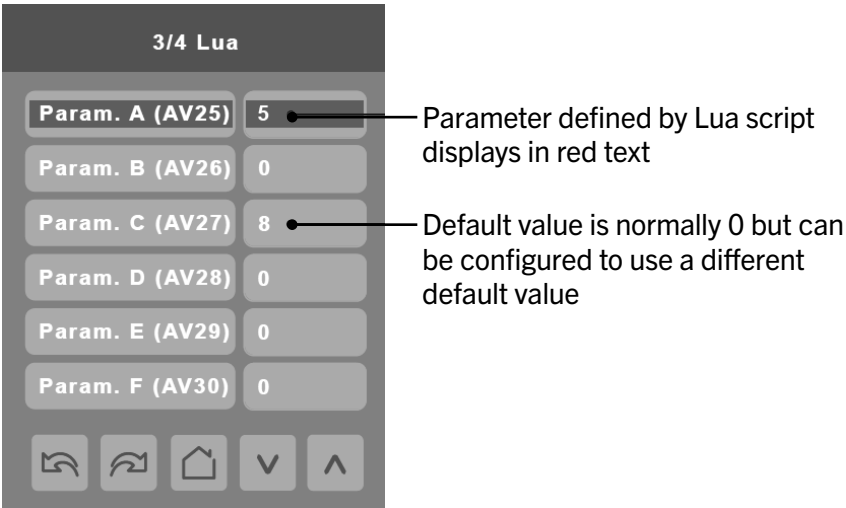 3/4 Lua
Param. A (AV25) 5
Parameter defined by Lua script
displays in red text
Param. B (AV26) 0
Param. C (AV27) 8
Default value is normally 0 but can
be configured to use a different
default value
Param. D (AV28) 0
Param. E (AV29) 0
Param. F (AV30) 0